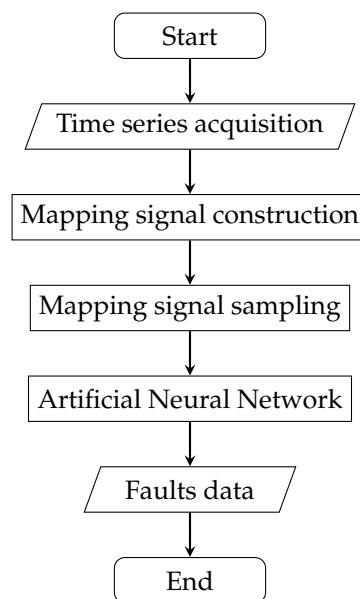 Start
Time series acquisition
Mapping signal construction
Mapping signal sampling
Artificial Neural Network
Faults data
End